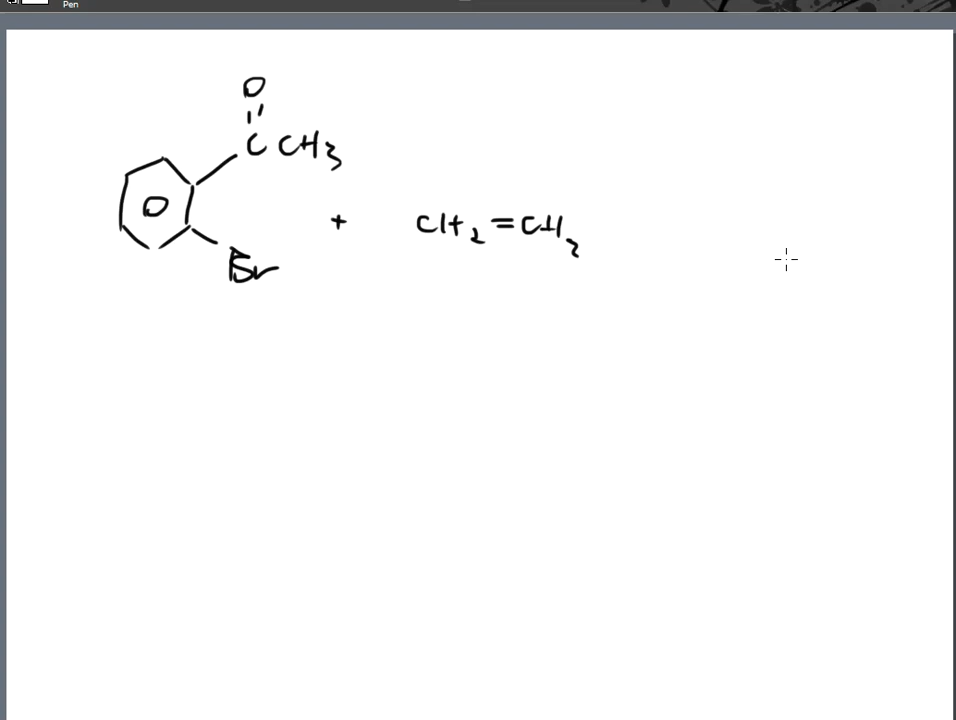 Pen
O
C CH3
O
+ CH2=CH2
Br